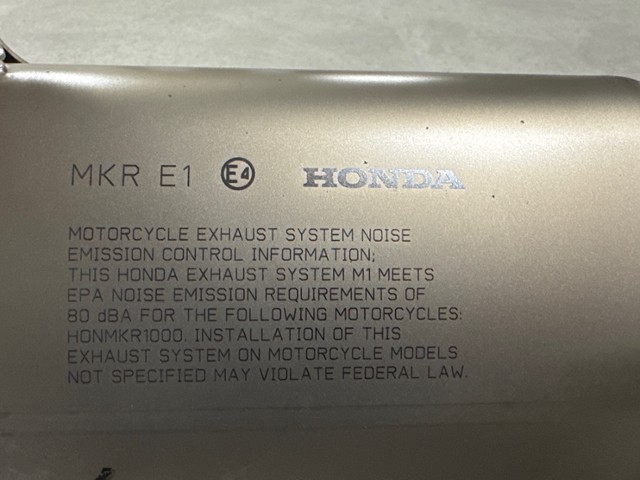 MKR E1 E4 HONDA
MOTORCYCLE EXHAUST SYSTEM NOISE
EMISSION CONTROL INFORMATION;
THIS HONDA EXHAUST SYSTEM M1 MEETS
EPA NOISE EMISSION REQUIREMENTS OF
80 dBA FOR THE FOLLOWING MOTORCYCLES:
HONMKR1000. INSTALLATION OF THIS
EXHAUST SYSTEM ON MOTORCYCLE MODELS
NOT SPECIFIED MAY VIOLATE FEDERAL LAW.